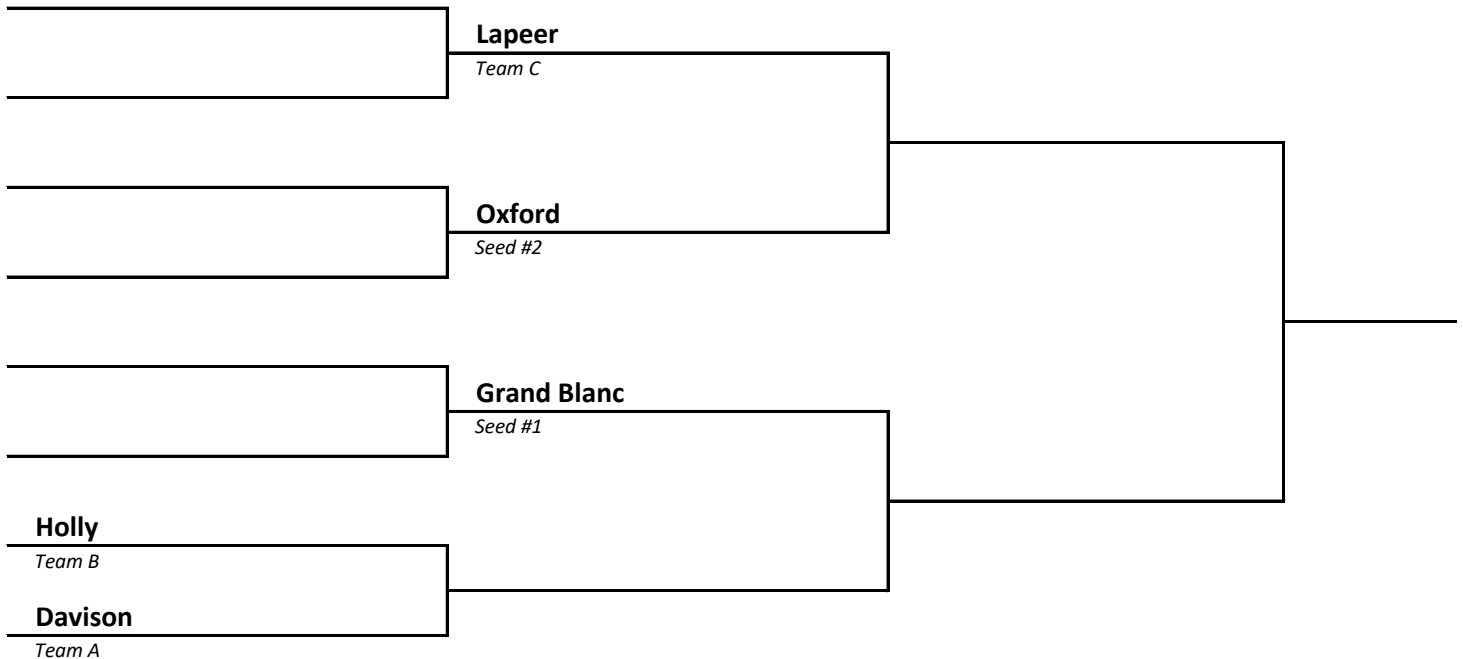 Lapeer
Team C
Oxford
Seed #2
Grand Blanc
Seed #1
Holly
Team B
Davison
Team A